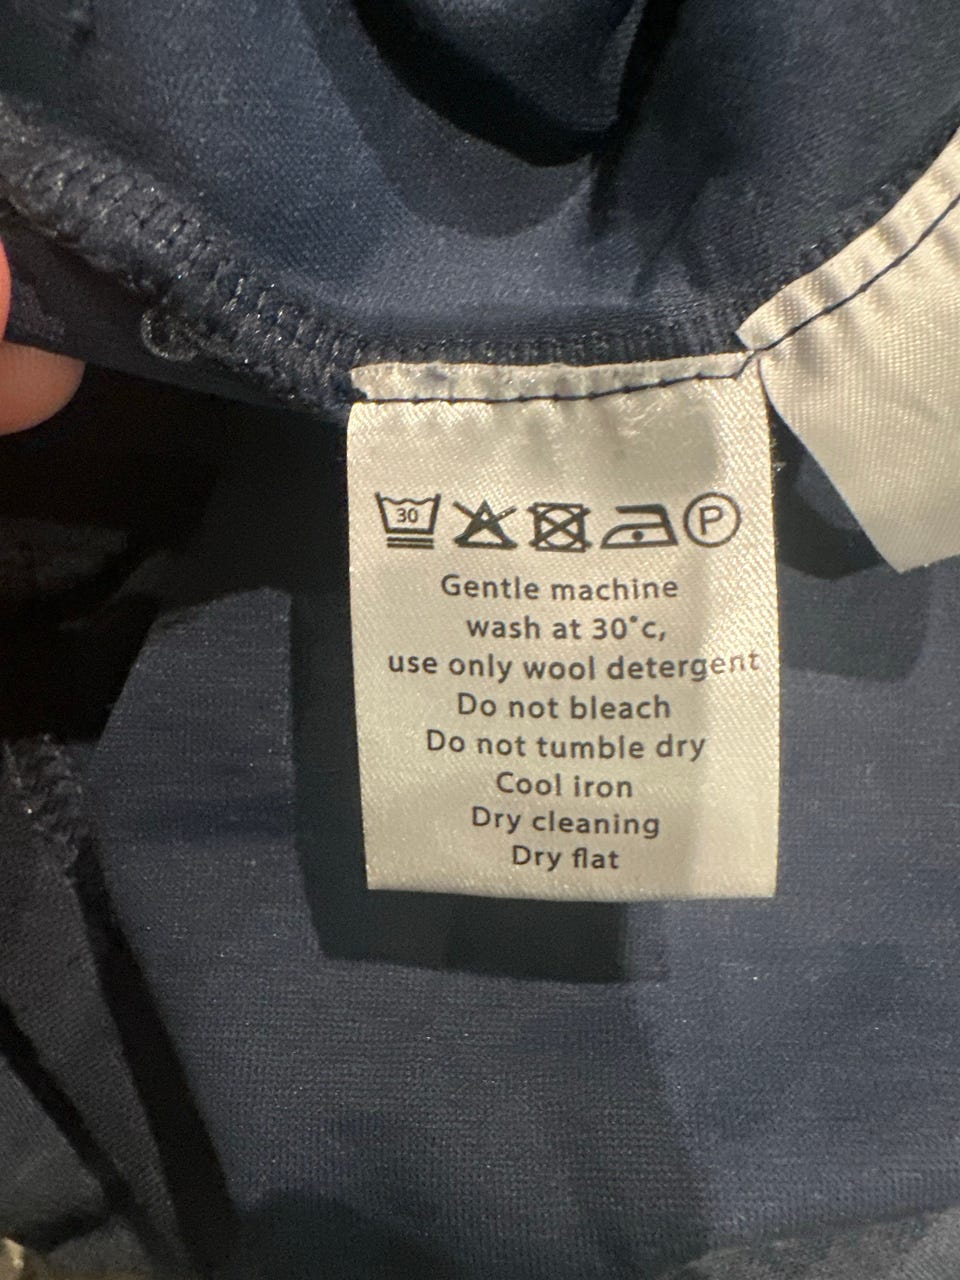 30 P
Gentle machine
wash at 30°c,
use only wool detergent
Do not bleach
Do not tumble dry
Cool iron
Dry cleaning
Dry flat